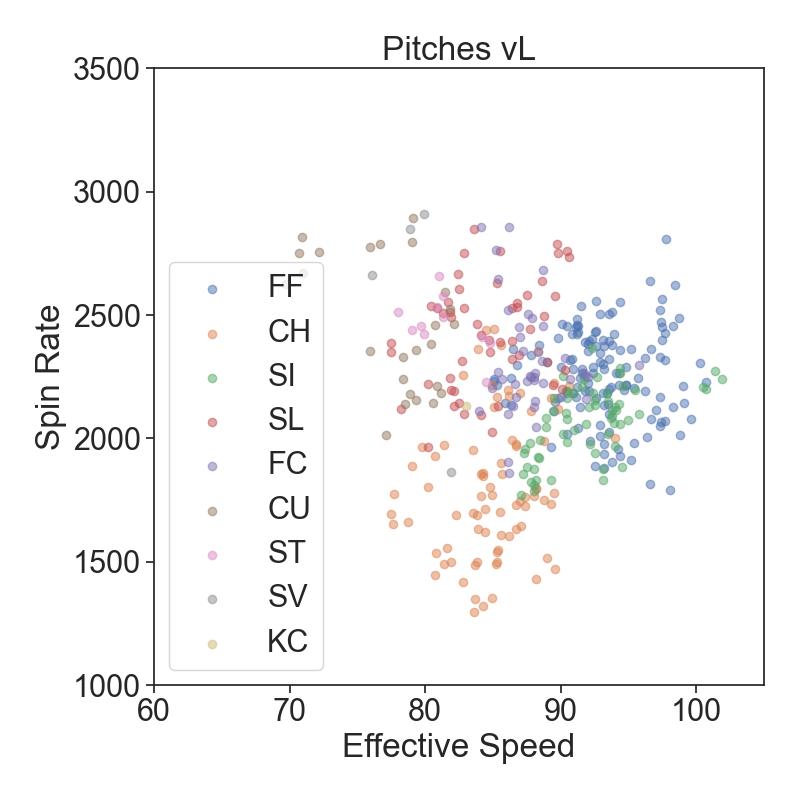 Pitches vL
3500
3000
2500
2000
1500
1000
Spin Rate
FF
CH
SI
SL
FC
CU
ST
SV
KC
60 70 80 90 100
Effective Speed